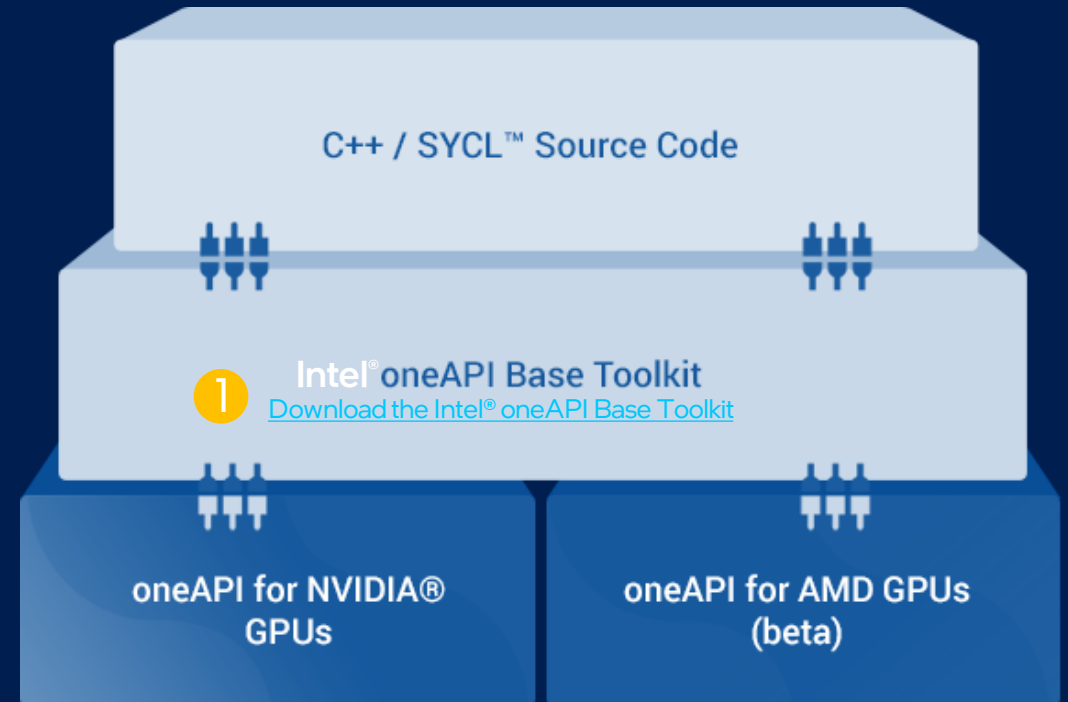 C++ / SYCL™ Source Code
1
Intel® oneAPI Base Toolkit
Download the Intel® oneAPI Base Toolkit
oneAPI for NVIDIA®
GPUs
oneAPI for AMD GPUs
(beta)